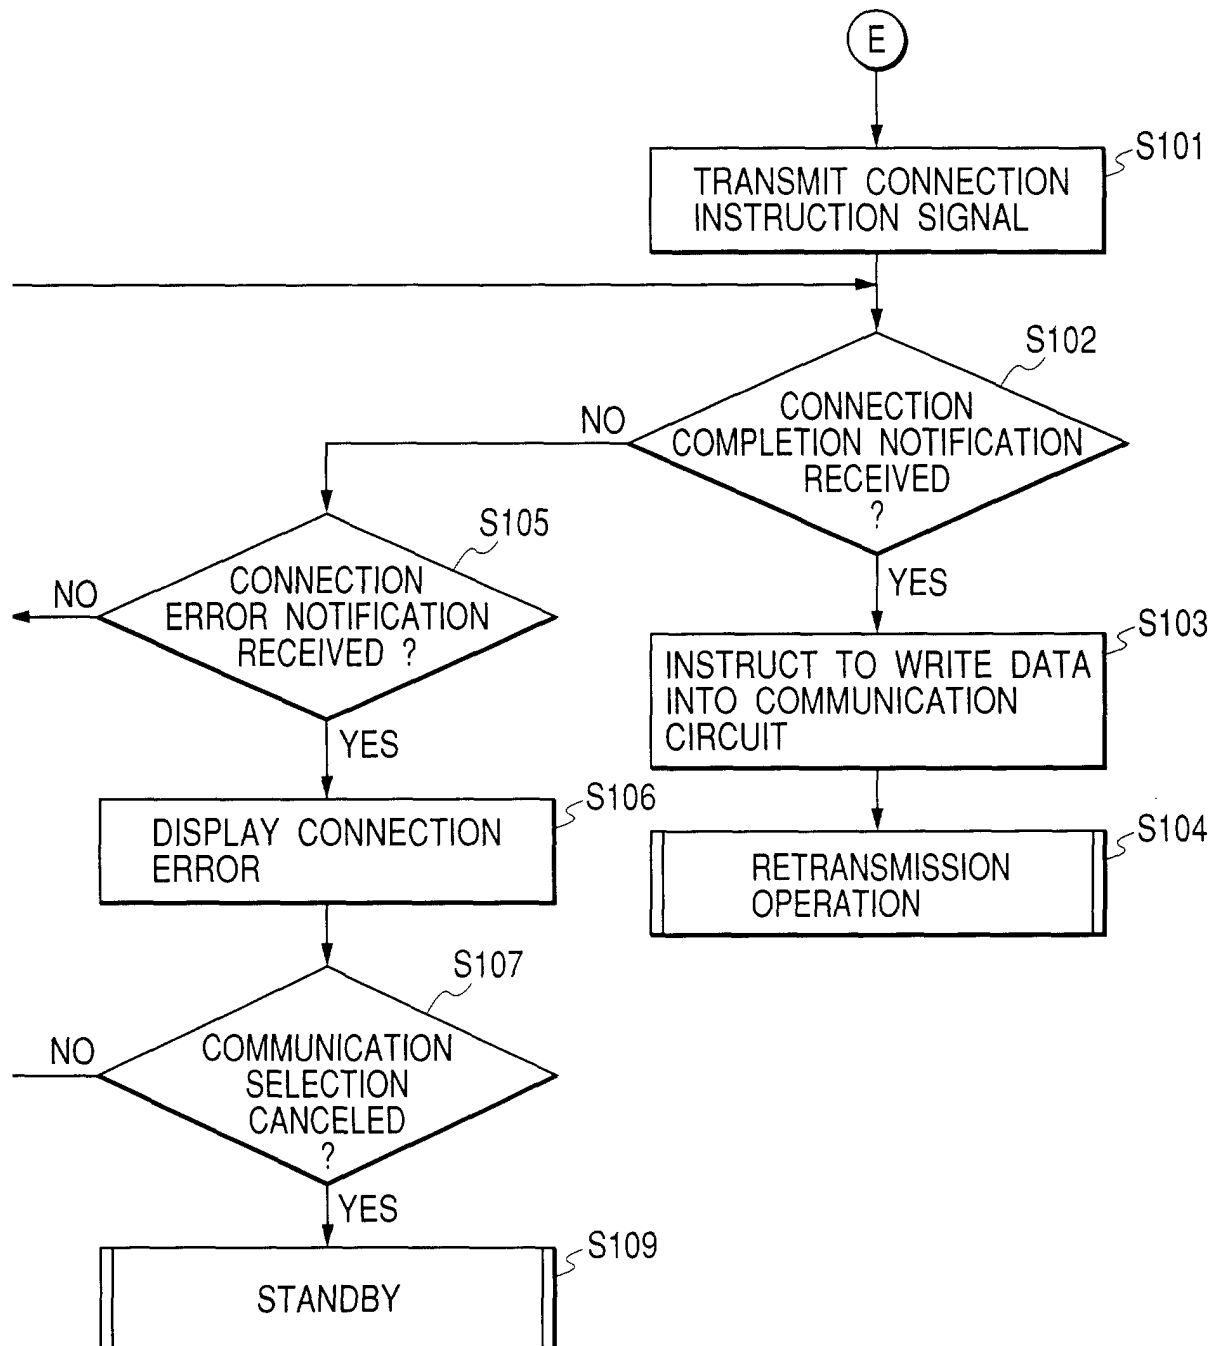 E
S101
TRANSMIT CONNECTION
INSTRUCTION SIGNAL
S102
CONNECTION
COMPLETION NOTIFICATION
RECEIVED
?
NO
YES
S105
CONNECTION
ERROR NOTIFICATION
RECEIVED ?
NO
YES
S103
INSTRUCT TO WRITE DATA
INTO COMMUNICATION
CIRCUIT
S106
DISPLAY CONNECTION
ERROR
S104
RETRANSMISSION
OPERATION
S107
COMMUNICATION
SELECTION
CANCELED
?
NO
YES
S109
STANDBY